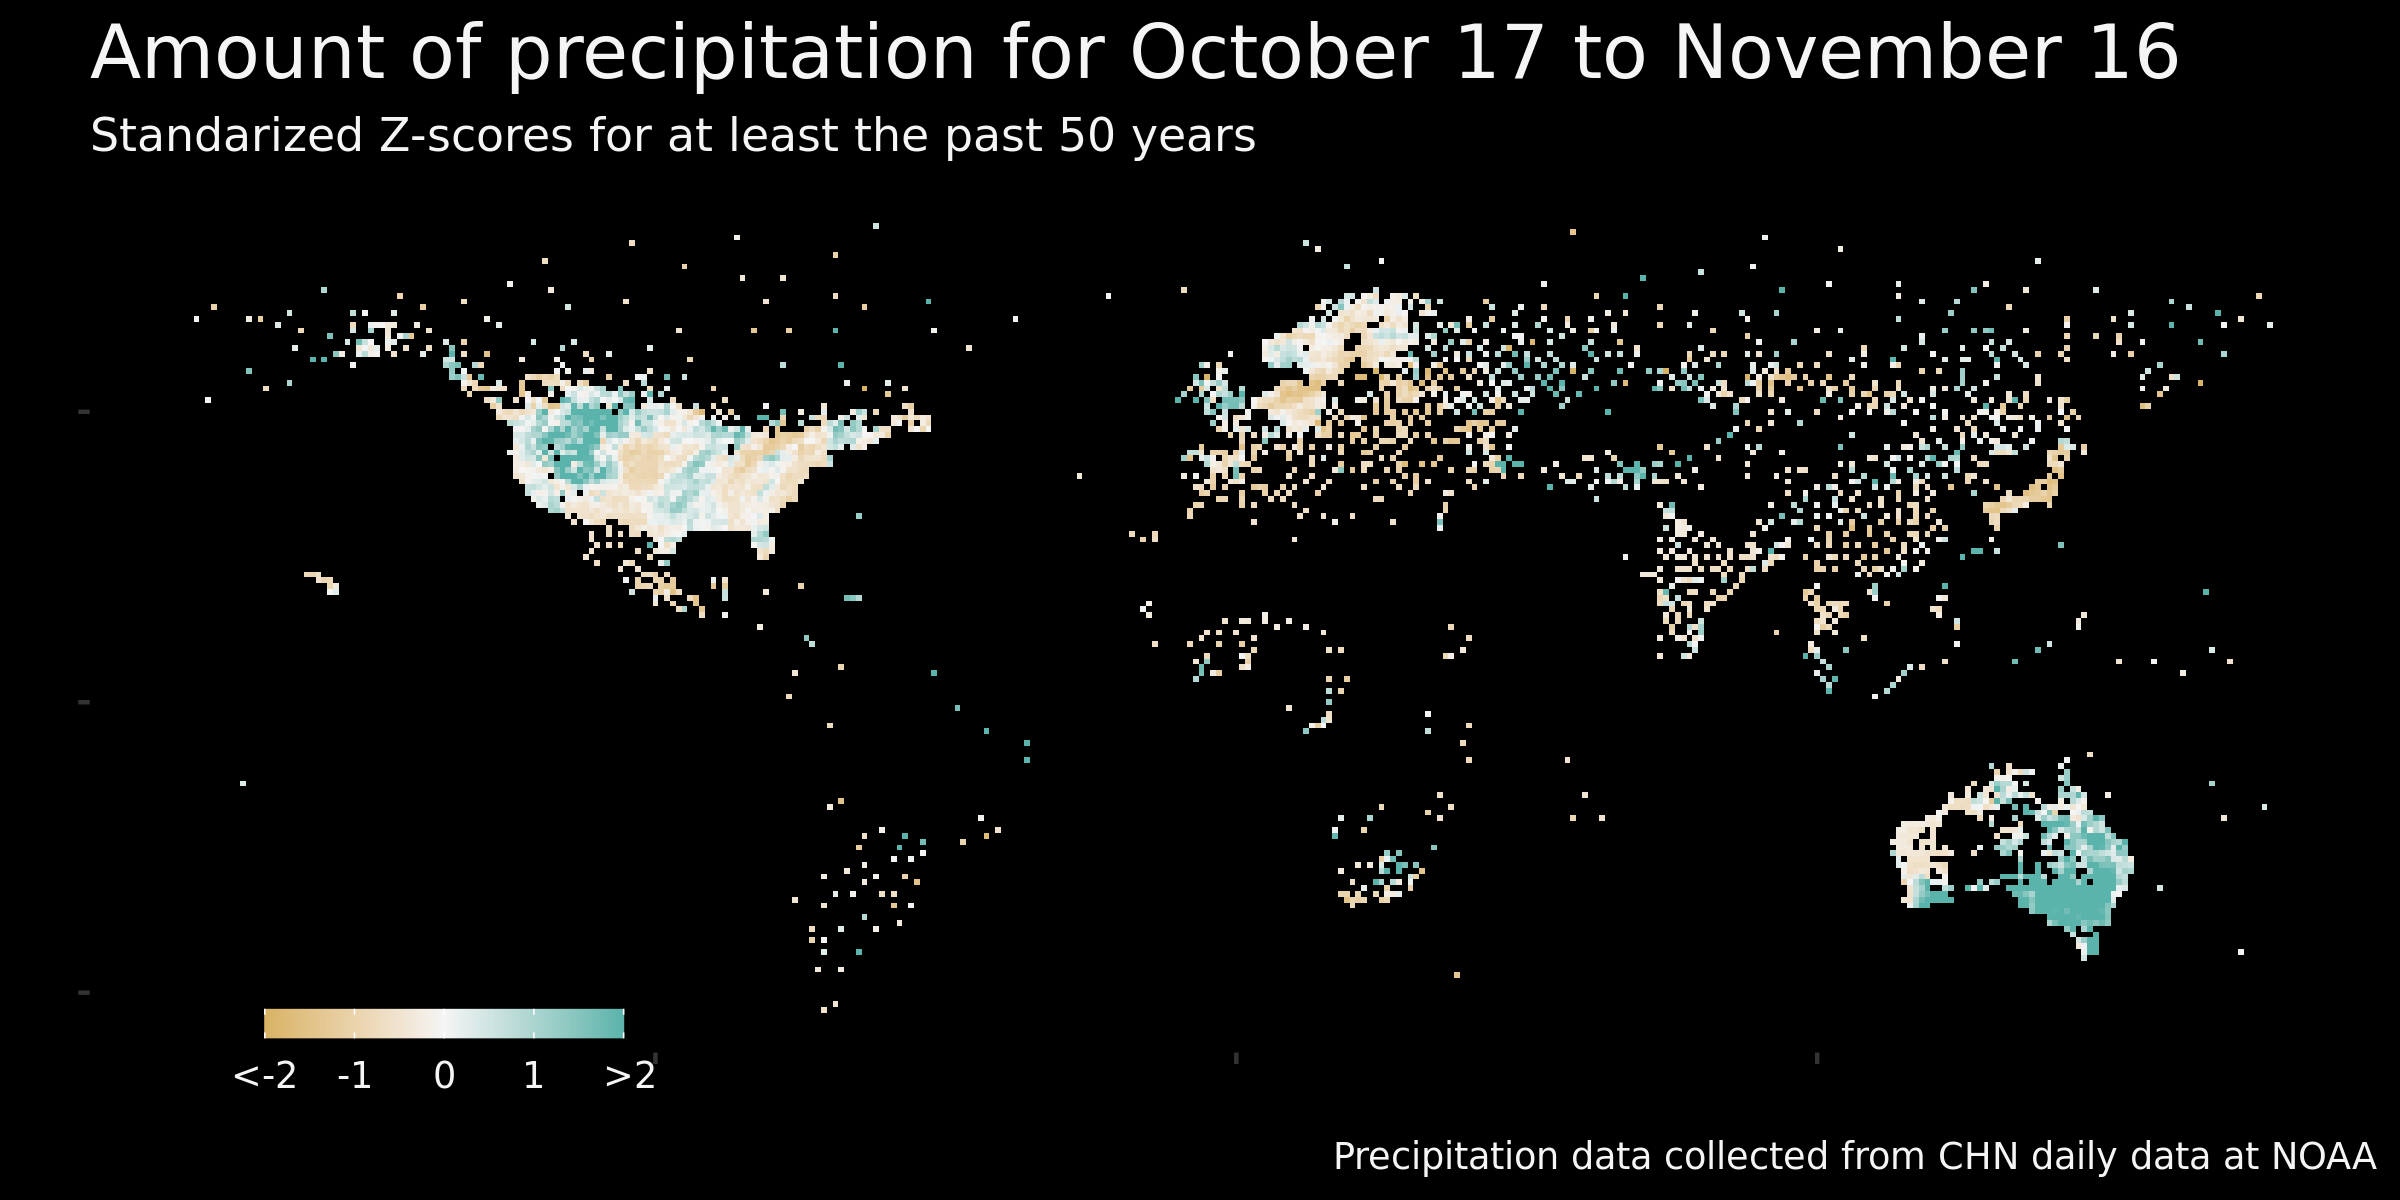 Amount of precipitation for October 17 to November 16
Standarized Z-scores for at least the past 50 years
<-2 -1 0 1 >2
Precipitation data collected from CHN daily data at NOAA